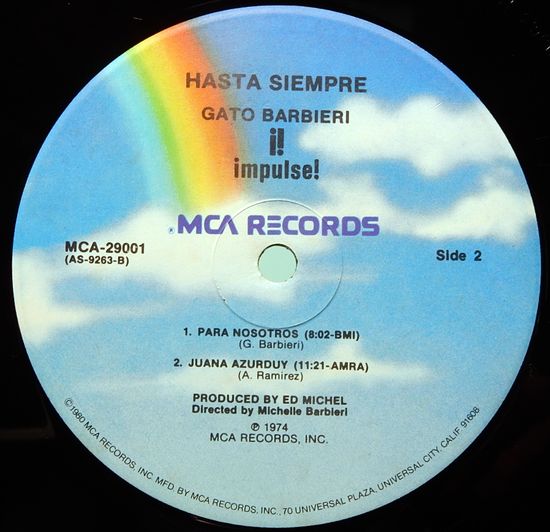 HASTA SIEMPRE
GATO BARBIERI
i!
impulse!
® MCA RECORDS
MCA-29001
(AS-9263-B)
Side 2
1. PARA NOSOTROS (8:02-BMI)
(G. Barbieri)
2. JUANA AZURDUY (11:21-AMRA)
(A. Ramirez)
PRODUCED BY ED MICHEL
Directed by Michelle Barbieri
℗ 1974
MCA RECORDS, INC.
©1980 MCA RECORDS, INC MFD. BY MCA RECORDS, INC., 70 UNIVERSAL PLAZA, UNIVERSAL CITY, CALIF. 91608